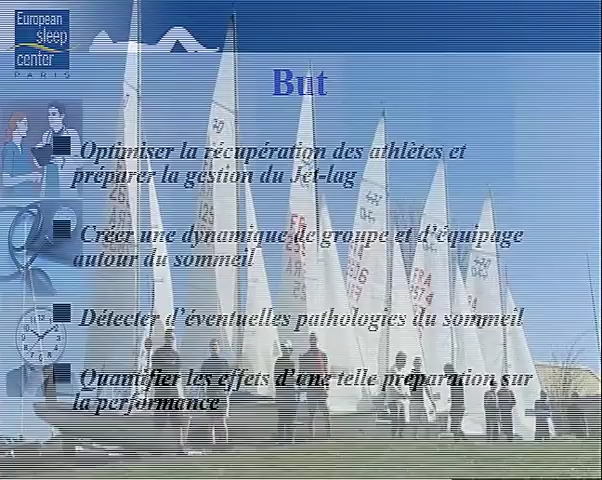 European
sleep
center
PARIS
But
Optimiser la récupération des athlètes et
préparer la gestion du Jet-lag
Créer une dynamique de groupe et d'équipage
autour du sommeil
Détecter d'éventuelles pathologies du sommeil
Quantifier les effets d'une telle préparation sur
la performance